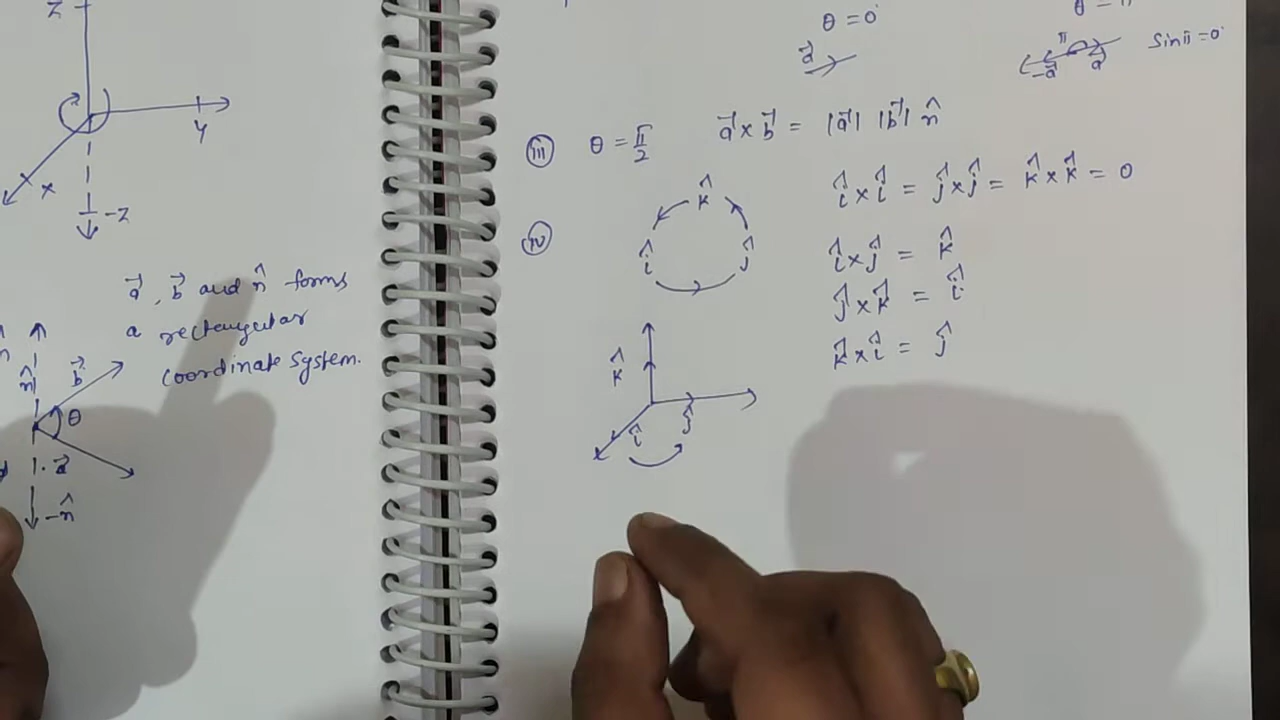 Z
Y
X
-Z
a⃗, b⃗ and n̂ forms
a rectangular
coordinate system.
n̂
b⃗
θ
a⃗
-n̂
θ = 0
a⃗
π
-a⃗ a⃗
sin π = 0
(iii) θ = π/2 a⃗ × b⃗ = |a⃗| |b⃗| n̂
î × î = ĵ × ĵ = k̂ × k̂ = 0
(iv)
k̂
î ĵ
î × ĵ = k̂
ĵ × k̂ = î
k̂ × î = ĵ
k̂
î ĵ